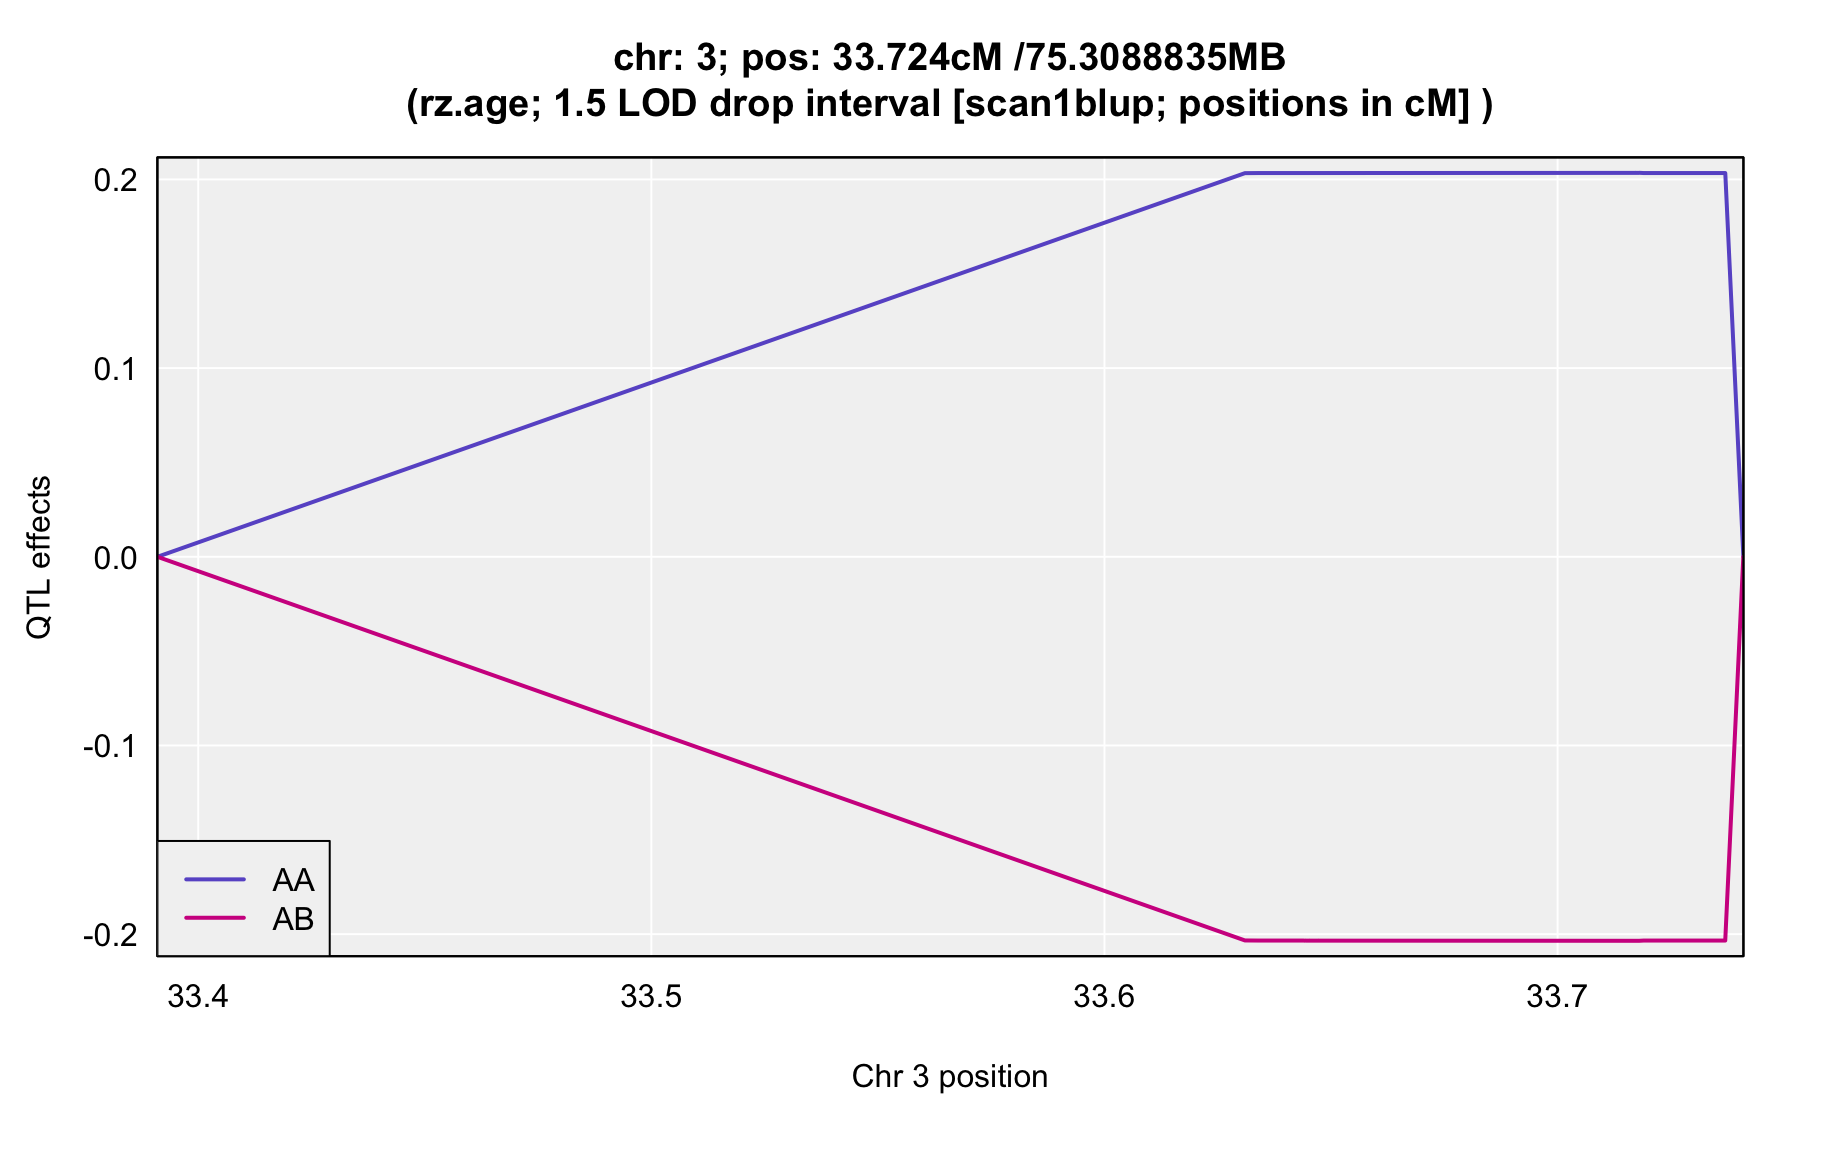 chr: 3; pos: 33.724cM /75.3088835MB
(rz.age; 1.5 LOD drop interval [scan1blup; positions in cM] )
0.2
0.1
0.0
-0.1
-0.2
QTL effects
AA
AB
33.4 33.5 33.6 33.7
Chr 3 position